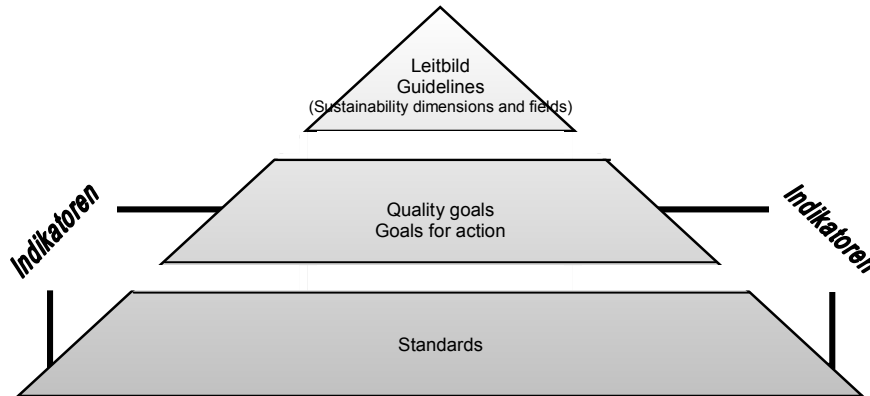 Leitbild
Guidelines
(Sustainability dimensions and fields)
Indikatoren
Quality goals
Goals for action
Indikatoren
Standards